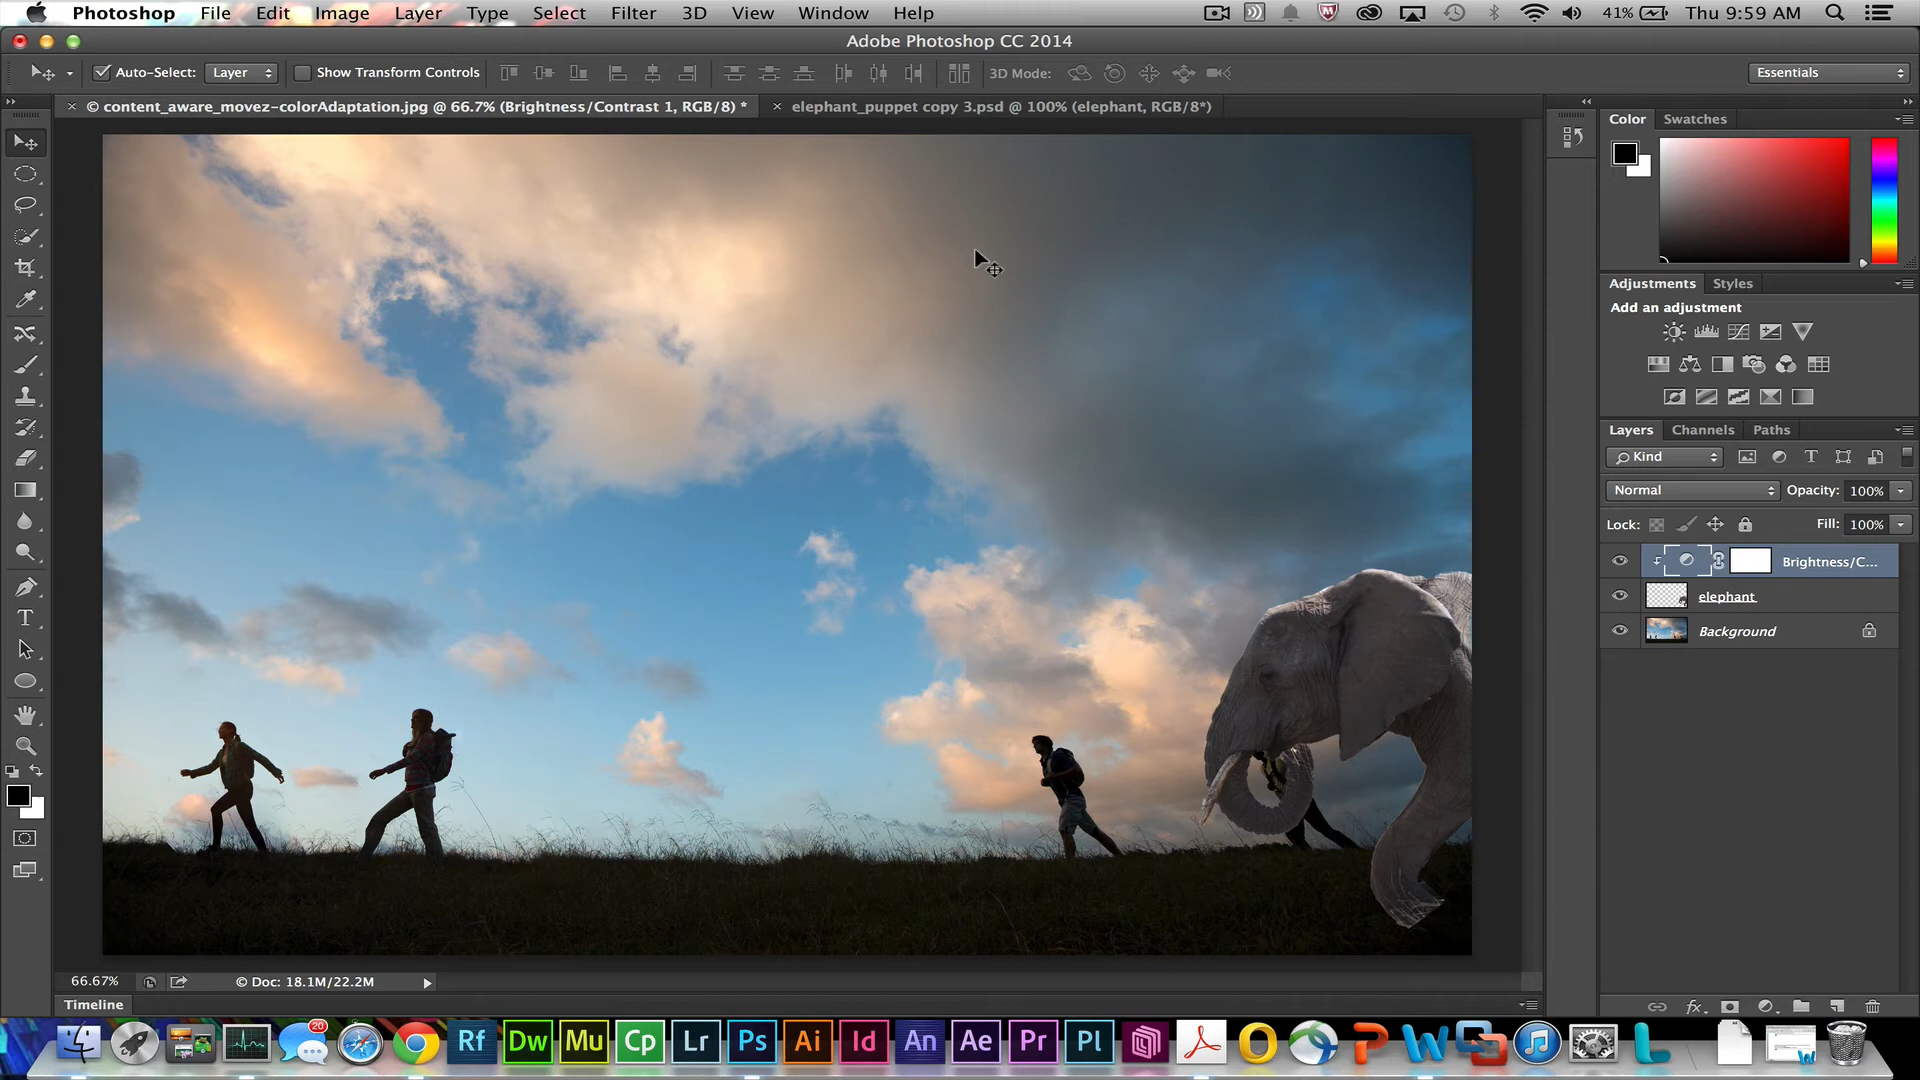 Photoshop File Edit Image Layer Type Select Filter 3D View Window Help 41% Thu 9:59 AM
Adobe Photoshop CC 2014
Auto-Select: Layer Show Transform Controls 3D Mode: Essentials
© content_aware_movez-colorAdaptation.jpg @ 66.7% (Brightness/Contrast 1, RGB/8) * elephant_puppet copy 3.psd @ 100% (elephant, RGB/8*)
Color Swatches
Adjustments Styles
Add an adjustment
Layers Channels Paths
Kind
Normal Opacity: 100%
Lock: Fill: 100%
Brightness/C...
elephant
Background
T
66.67% © Doc: 18.1M/22.2M
fx
Timeline
20
Rf Dw Mu Cp Lr Ps Ai Id An Ae Pr Pl O P W L W